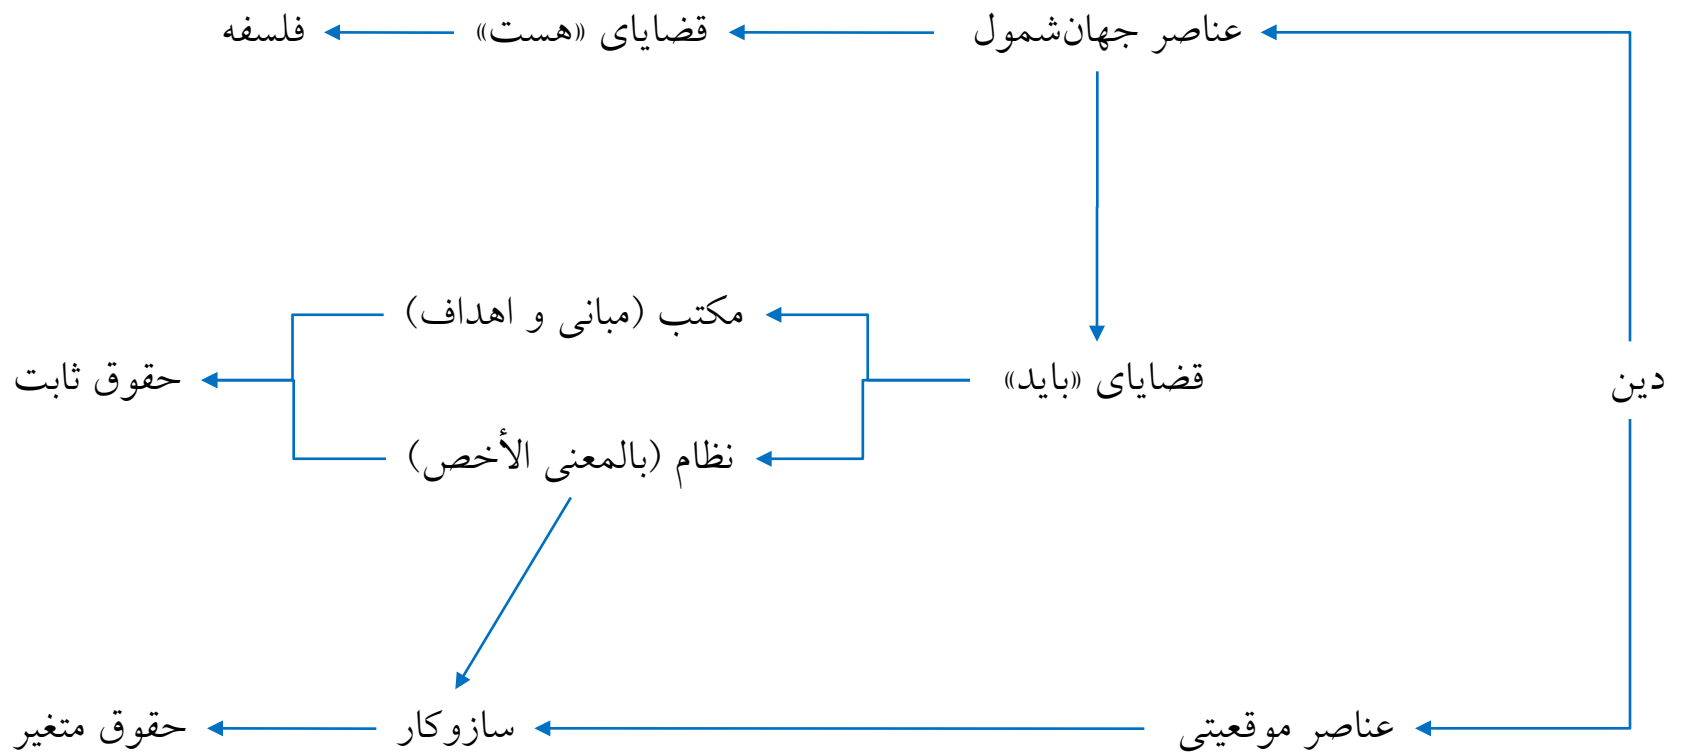 عناصر جهان‌شمول
قضایای «هست»
فلسفه
مکتب (مبانی و اهداف)
دین
قضایای «باید»
حقوق ثابت
نظام (بالمعنی الأخص)
عناصر موقعیتی
سازوکار
حقوق متغیر